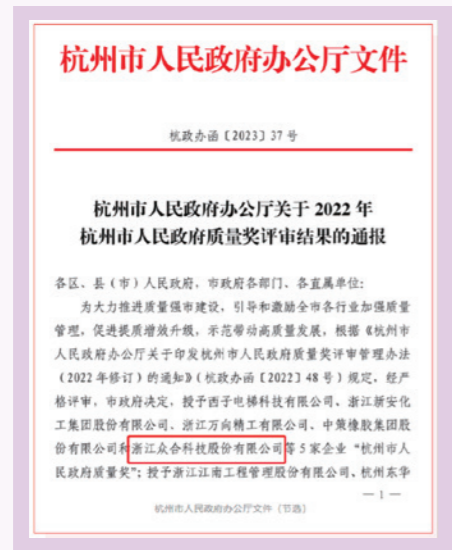 杭州市人民政府办公厅文件
杭政办函〔2023〕37号
杭州市人民政府办公厅关于2022年
杭州市人民政府质量奖评审结果的通报
各区、县（市）人民政府，市政府各部门、各直属单位：
为大力推进质量强市建设，引导和激励全市各行业加强质量
管理，促进提质增效升级，示范带动高质量发展，根据《杭州市
人民政府办公厅关于印发杭州市人民政府质量奖评审管理办法
（2022年修订）的通知》（杭政办函〔2022〕48号）规定，经严
格评审，市政府决定，授予西子电梯科技有限公司、浙江新安化
工集团股份有限公司、浙江万向精工有限公司、中策橡胶集团股
份有限公司和浙江众合科技股份有限公司等5家企业“杭州市人
民政府质量奖”；授予浙江江南工程管理股份有限公司、杭州东华
— 1 —
杭州市人民政府办公厅文件（节选）